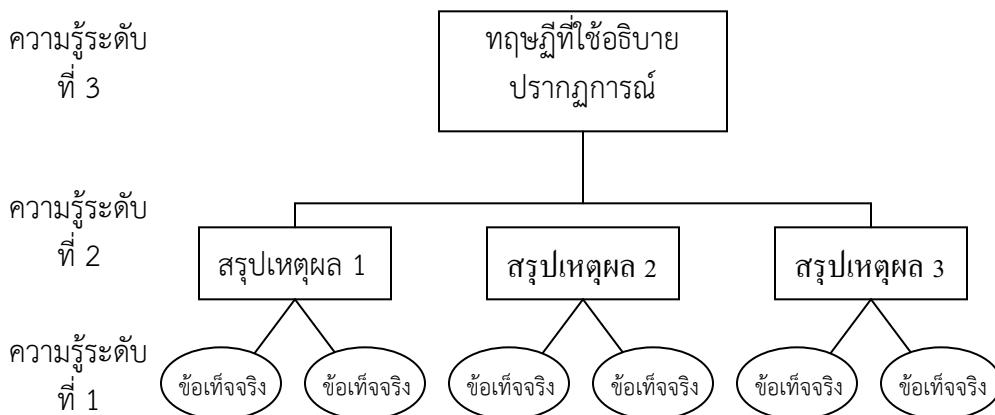 ความรู้ระดับ
ที่ 3
ทฤษฏีที่ใช้อธิบาย
ปรากฏการณ์
ความรู้ระดับ
ที่ 2
สรุปเหตุผล 1
สรุปเหตุผล 2
สรุปเหตุผล 3
ความรู้ระดับ
ที่ 1
ข้อเท็จจริง
ข้อเท็จจริง
ข้อเท็จจริง
ข้อเท็จจริง
ข้อเท็จจริง
ข้อเท็จจริง